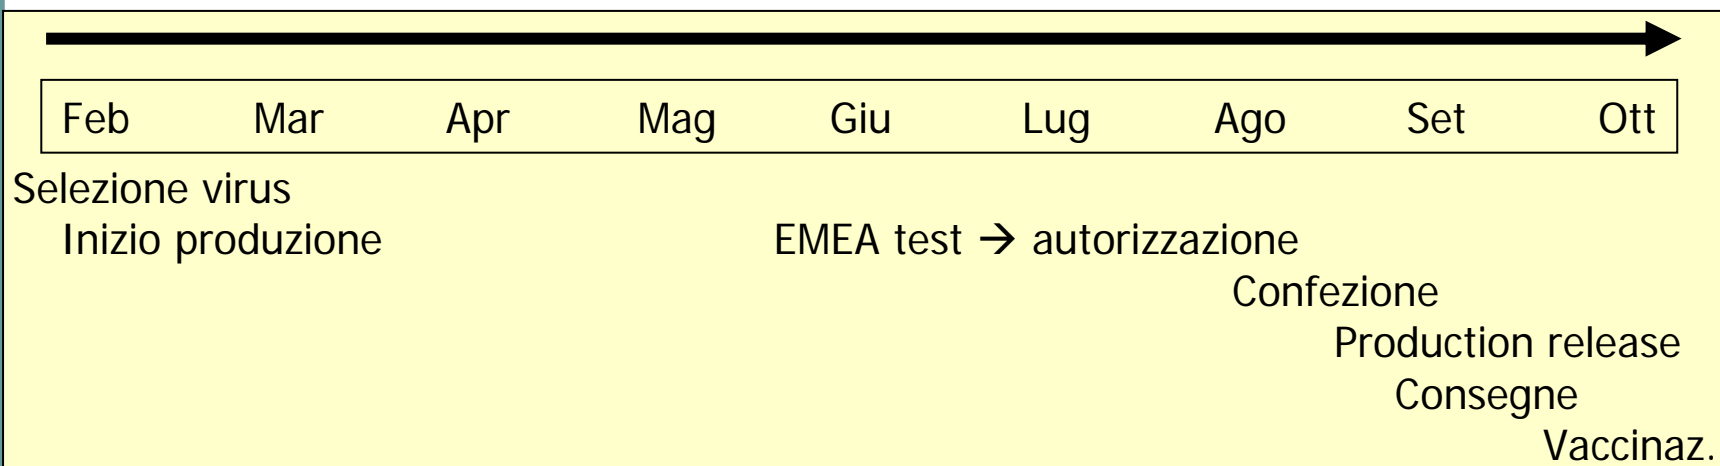 Feb Mar Apr Mag Giu Lug Ago Set Ott
Selezione virus
Inizio produzione EMEA test → autorizzazione
Confezione
Production release
Consegne
Vaccinaz.